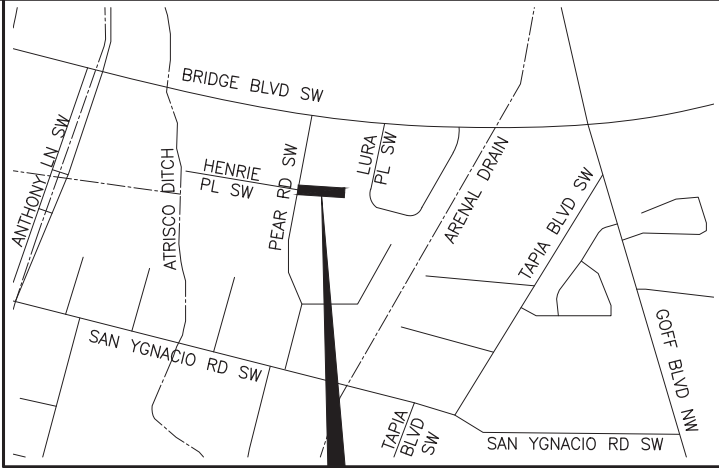 BRIDGE BLVD SW
ANTHONY LN SW
ATRISCO DITCH
HENRIE
PL SW
PEAR RD SW
LURA
PL SW
ARENAL DRAIN
TAPIA BLVD SW
GOFF BLVD NW
SAN YGNACIO RD SW
TAPIA
BLVD
SW
SAN YGNACIO RD SW